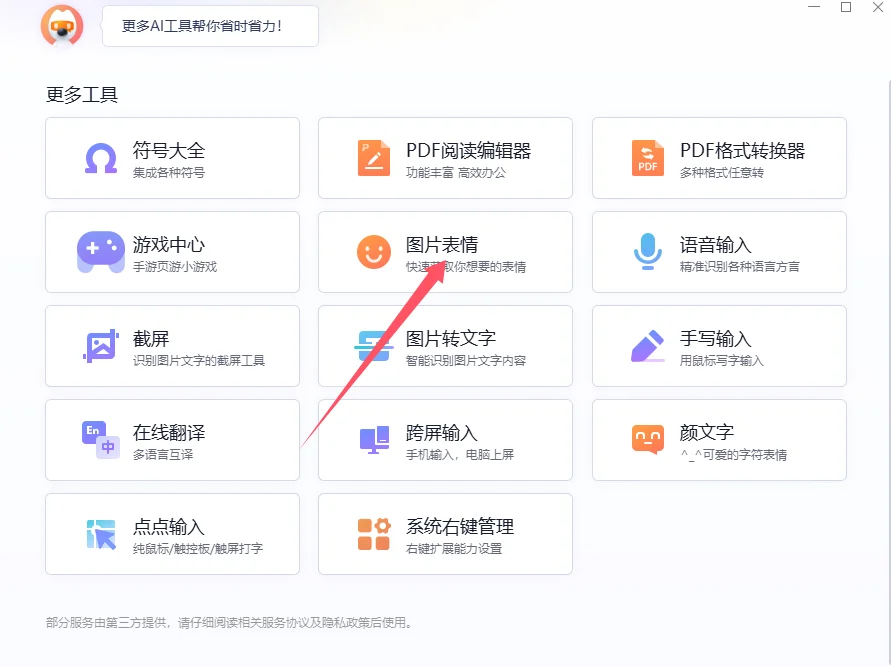 更多AI工具帮你省时省力！
更多工具
符号大全
集成各种符号
PDF阅读编辑器
功能丰富 高效办公
PDF
PDF格式转换器
多种格式任意转
游戏中心
手游页游小游戏
图片表情
快速获取你想要的表情
语音输入
精准识别各种语言方言
截屏
识别图片文字的截屏工具
图片转文字
智能识别图片文字内容
手写输入
用鼠标写字输入
En
中
在线翻译
多语言互译
跨屏输入
手机输入，电脑上屏
颜文字
^_^可爱的字符表情
点点输入
纯鼠标/触控板/触屏打字
系统右键管理
右键扩展能力设置
部分服务由第三方提供，请仔细阅读相关服务协议及隐私政策后使用。